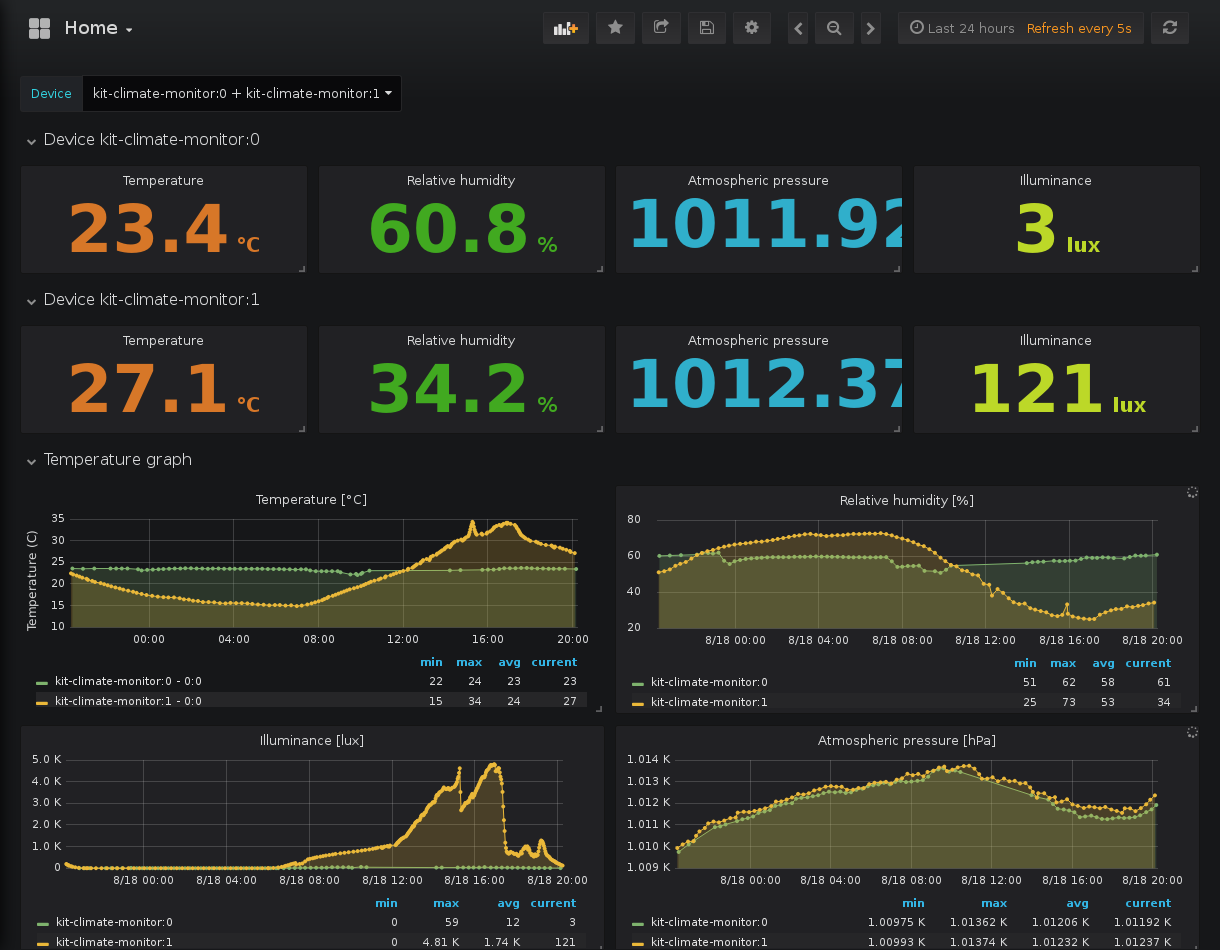 Home
Last 24 hours Refresh every 5s
Device kit-climate-monitor:0 + kit-climate-monitor:1
Device kit-climate-monitor:0
Temperature Relative humidity Atmospheric pressure Illuminance
23.4 °C 60.8 % 1011.92 3 lux
Device kit-climate-monitor:1
Temperature Relative humidity Atmospheric pressure Illuminance
27.1 °C 34.2 % 1012.37 121 lux
Temperature graph
Temperature [°C]
Temperature (C)
35
30
25
20
15
10
00:00 04:00 08:00 12:00 16:00 20:00
min max avg current
kit-climate-monitor:0 - 0:0 22 24 23 23
kit-climate-monitor:1 - 0:0 15 34 24 27
Relative humidity [%]
80
60
40
20
8/18 00:00 8/18 04:00 8/18 08:00 8/18 12:00 8/18 16:00 8/18 20:00
min max avg current
kit-climate-monitor:0 51 62 58 61
kit-climate-monitor:1 25 73 53 34
Illuminance [lux]
5.0 K
4.0 K
3.0 K
2.0 K
1.0 K
0
8/18 00:00 8/18 04:00 8/18 08:00 8/18 12:00 8/18 16:00 8/18 20:00
min max avg current
kit-climate-monitor:0 0 59 12 3
kit-climate-monitor:1 0 4.81 K 1.74 K 121
Atmospheric pressure [hPa]
1.014 K
1.013 K
1.012 K
1.011 K
1.010 K
1.009 K
8/18 00:00 8/18 04:00 8/18 08:00 8/18 12:00 8/18 16:00 8/18 20:00
min max avg current
kit-climate-monitor:0 1.00975 K 1.01362 K 1.01206 K 1.01192 K
kit-climate-monitor:1 1.00993 K 1.01374 K 1.01232 K 1.01237 K